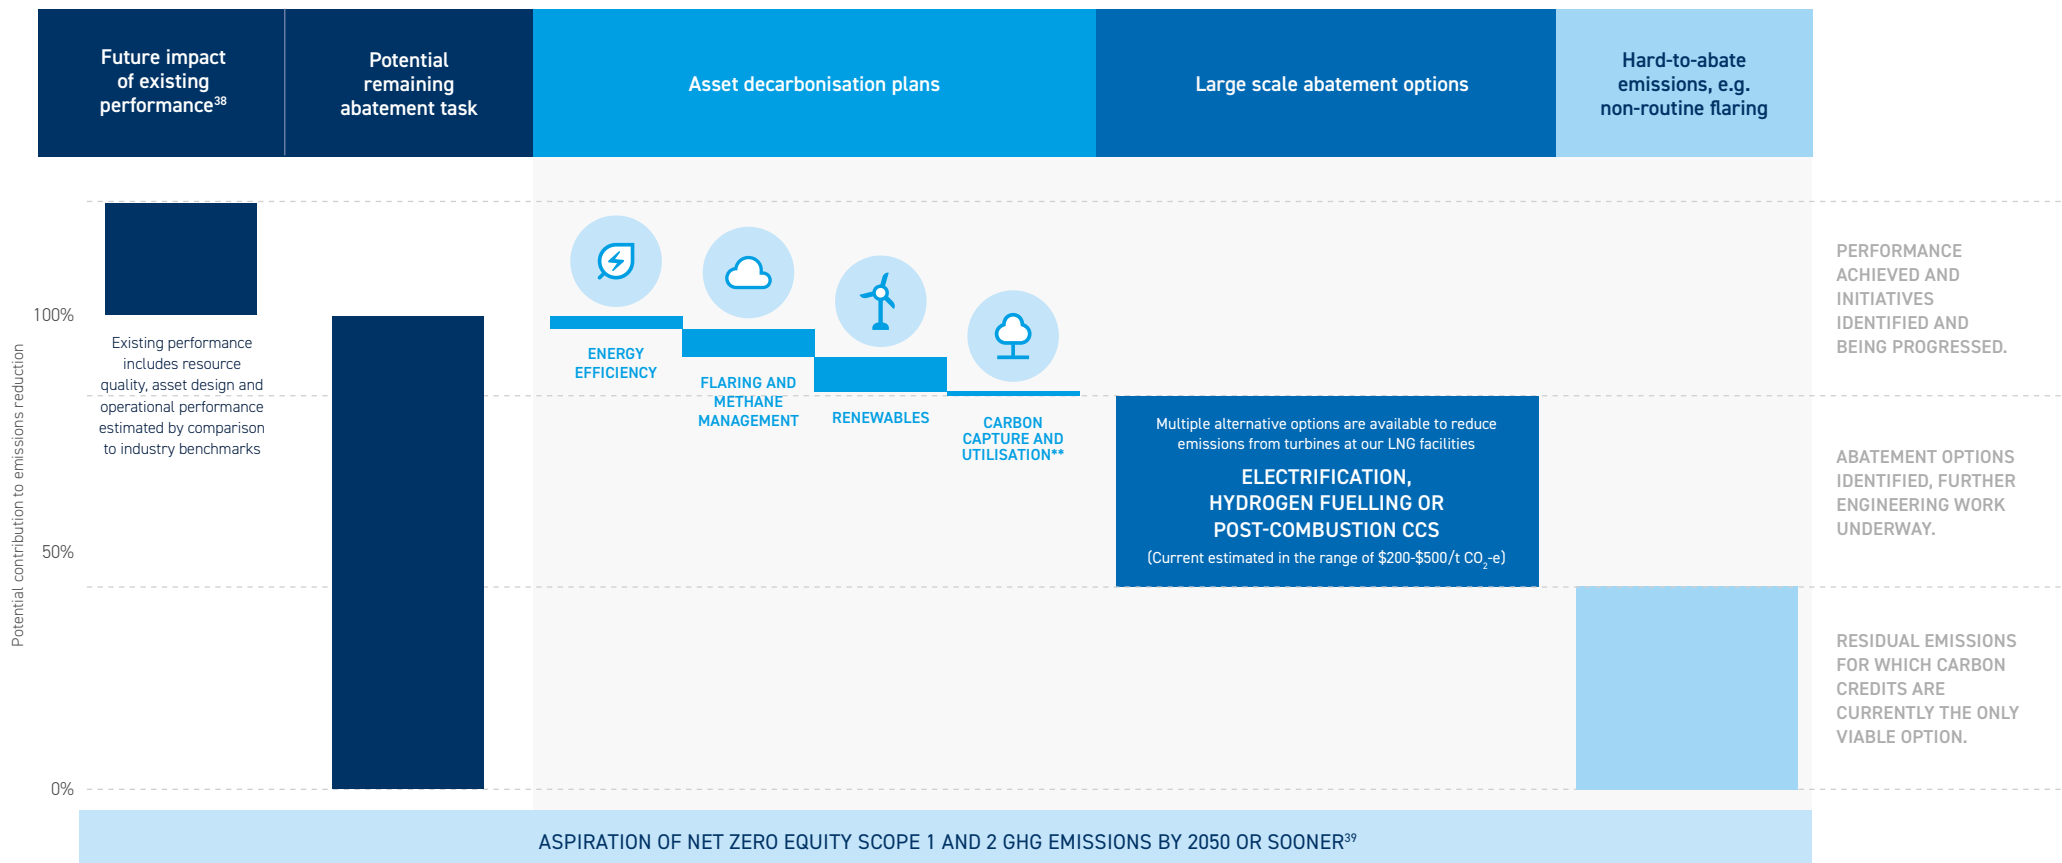 Future impact
of existing
performance38
Potential
remaining
abatement task
Asset decarbonisation plans
Large scale abatement options
Hard-to-abate
emissions, e.g.
non-routine flaring
Potential contribution to emissions reduction
100%
50%
0%
Existing performance
includes resource
quality, asset design and
operational performance
estimated by comparison
to industry benchmarks
ENERGY
EFFICIENCY
FLARING AND
METHANE
MANAGEMENT
RENEWABLES
CARBON
CAPTURE AND
UTILISATION**
Multiple alternative options are available to reduce
emissions from turbines at our LNG facilities
ELECTRIFICATION,
HYDROGEN FUELLING OR
POST-COMBUSTION CCS
(Current estimated in the range of $200-$500/t CO2-e)
PERFORMANCE
ACHIEVED AND
INITIATIVES
IDENTIFIED AND
BEING PROGRESSED.
ABATEMENT OPTIONS
IDENTIFIED, FURTHER
ENGINEERING WORK
UNDERWAY.
RESIDUAL EMISSIONS
FOR WHICH CARBON
CREDITS ARE
CURRENTLY THE ONLY
VIABLE OPTION.
ASPIRATION OF NET ZERO EQUITY SCOPE 1 AND 2 GHG EMISSIONS BY 2050 OR SOONER39